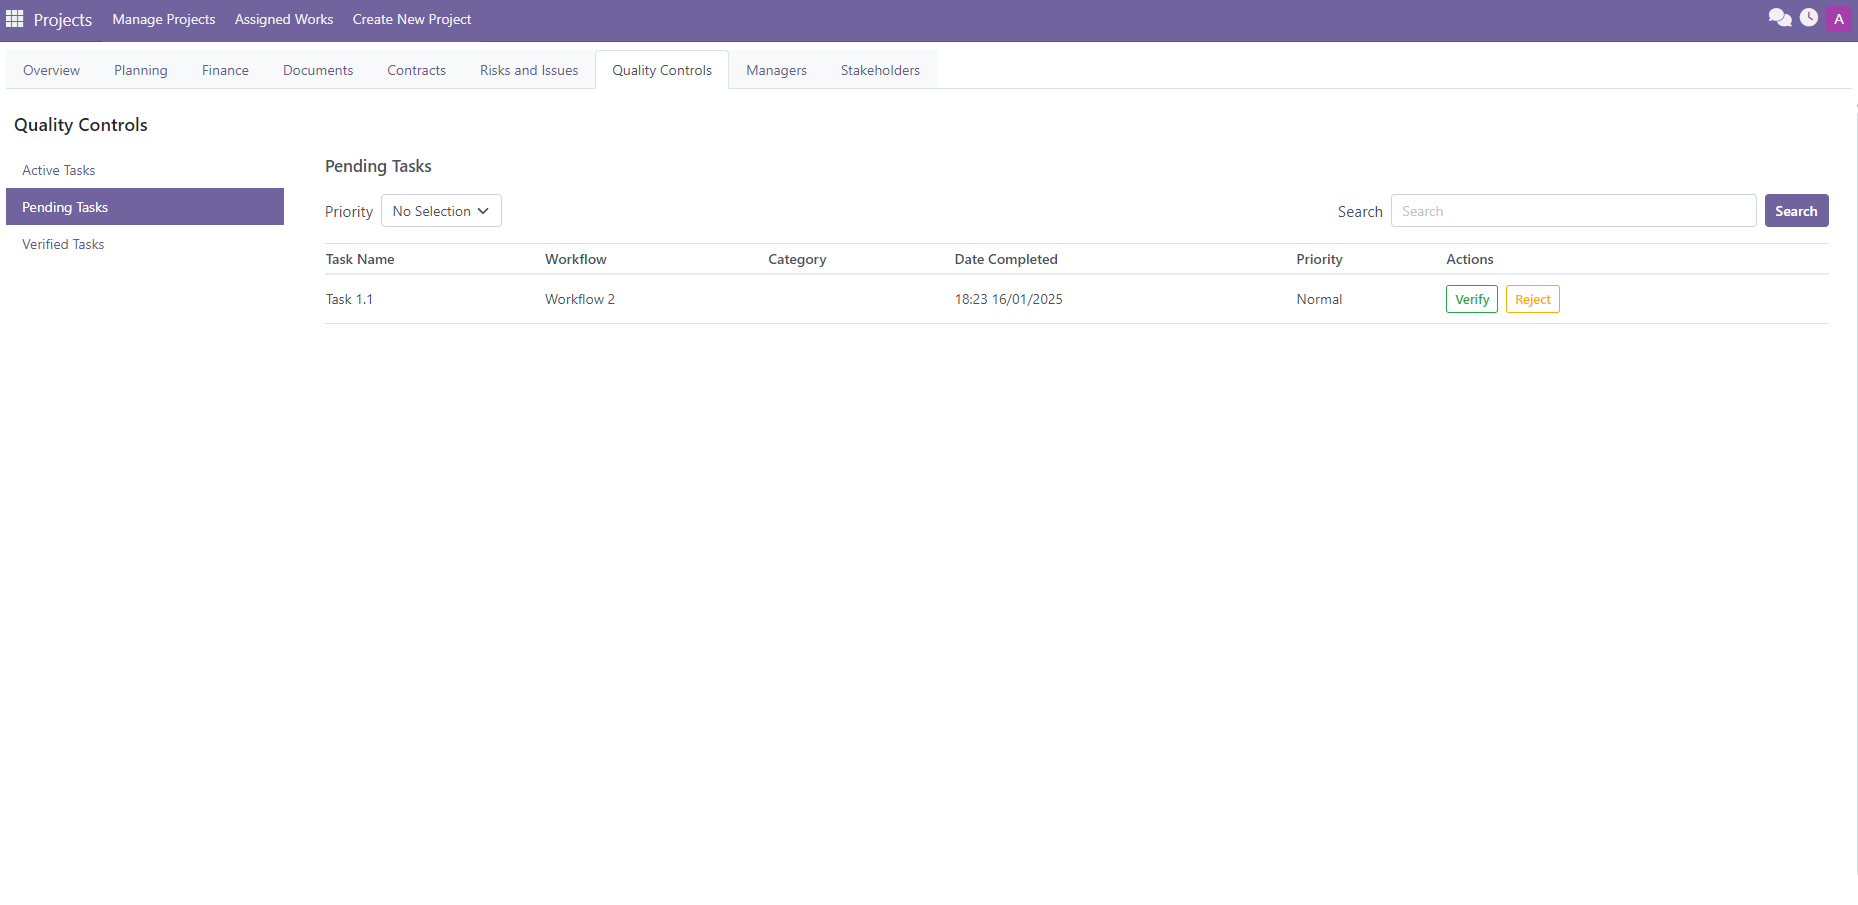 Projects Manage Projects Assigned Works Create New Project A
Overview Planning Finance Documents Contracts Risks and Issues Quality Controls Managers Stakeholders
Quality Controls
Active Tasks
Pending Tasks
Verified Tasks
Pending Tasks
Priority No Selection Search Search Search
Task Name Workflow Category Date Completed Priority Actions
Task 1.1 Workflow 2 18:23 16/01/2025 Normal Verify Reject